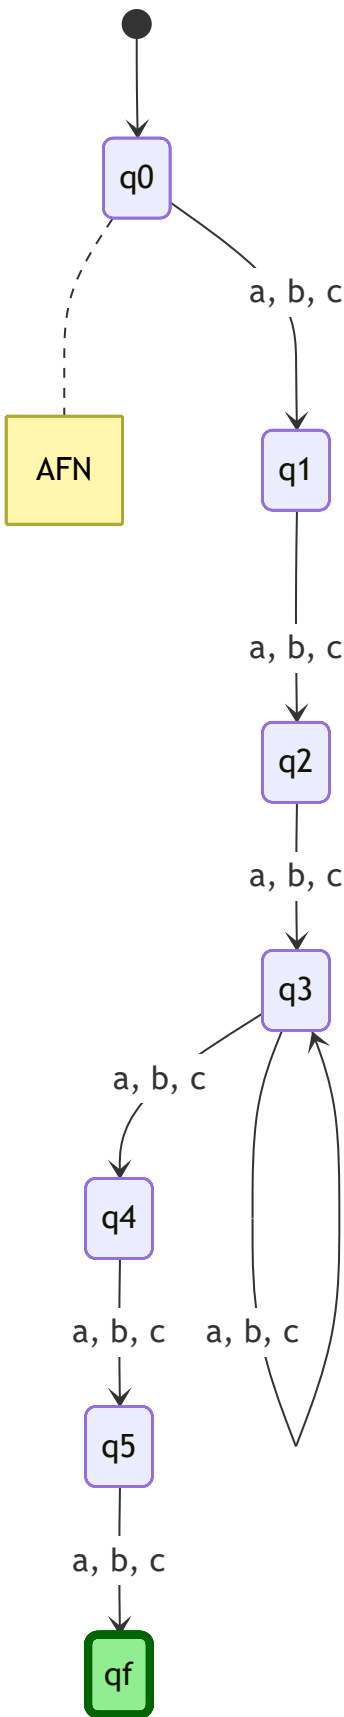 q0
a, b, c
AFN
q1
a, b, c
q2
a, b, c
q3
a, b, c
q4
a, b, c
a, b, c
q5
a, b, c
qf